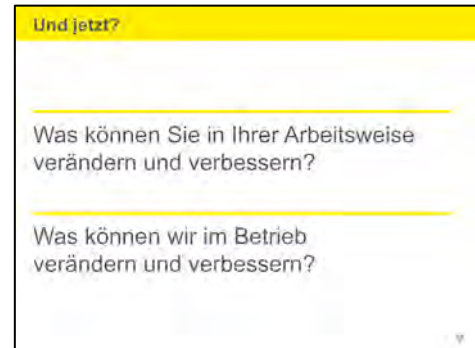 Und jetzt?
Was können Sie in Ihrer Arbeitsweise
verändern und verbessern?
Was können wir im Betrieb
verändern und verbessern?